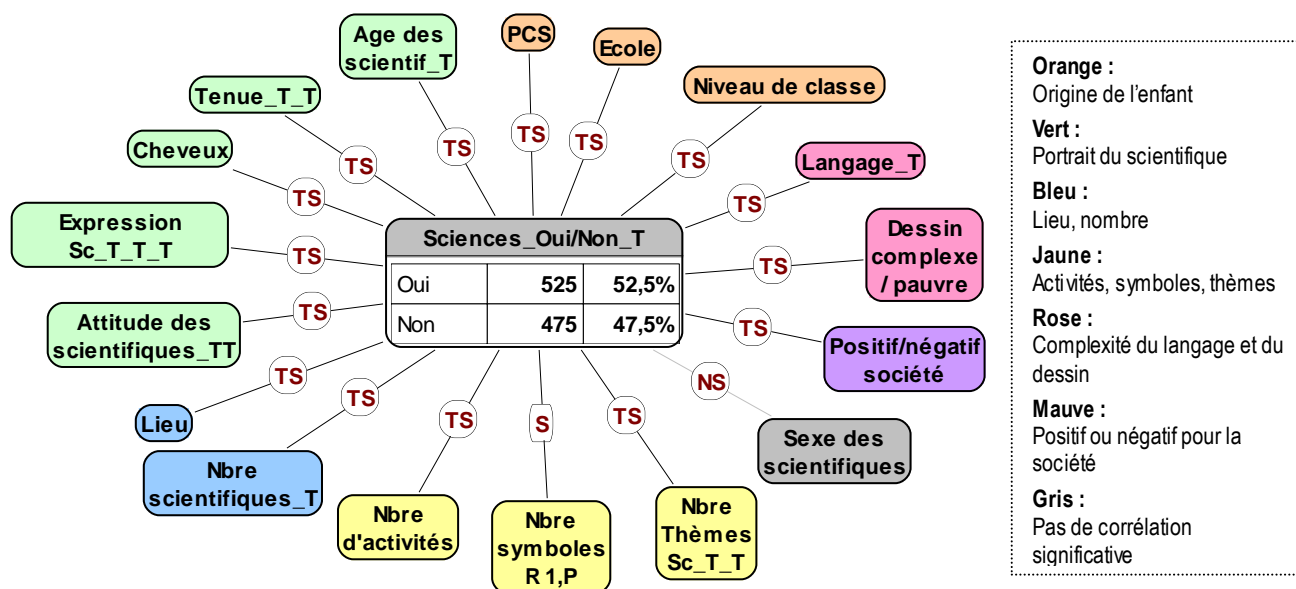 Age des
scientif_T
PCS
Ecole
Tenue_T_T
Niveau de classe
TS
TS
TS
TS
TS
TS
Cheveux
Langage_T
TS
TS
Expression
Sc_T_T_T
TS
Sciences_Oui/Non_T
Oui 525 52,5%
Non 475 47,5%
TS
Dessin
complexe
/ pauvre
Attitude des
scientifiques_TT
TS
TS
Positif/négatif
société
Lieu
TS
TS
Nbre
scientifiques_T
TS
Nbre
d'activités
S
Nbre
symboles
R 1,P
TS
Nbre
Thèmes
Sc_T_T
NS
Sexe des
scientifiques
Orange :
Origine de l'enfant
Vert :
Portrait du scientifique
Bleu :
Lieu, nombre
Jaune :
Activités, symboles, thèmes
Rose :
Complexité du langage et du
dessin
Mauve :
Positif ou négatif pour la
société
Gris :
Pas de corrélation
significative